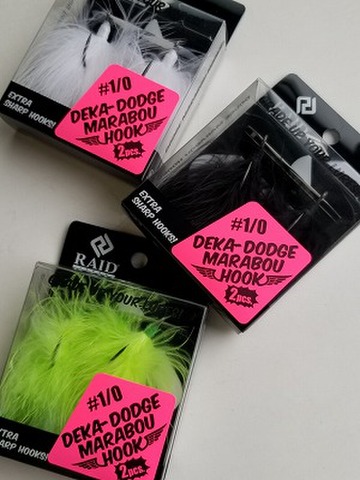 EXTRA
SHARP HOOKS!
#1/0
DEKA-DODGE
MARABOU
HOOK
2pcs.
EXTRA
SHARP HOOKS!
#1/0
DEKA-DODGE
MARABOU
HOOK
2pcs.
RAID
EXTRA
SHARP HOOKS!
#1/0
DEKA-DODGE
MARABOU
HOOK
2pcs.